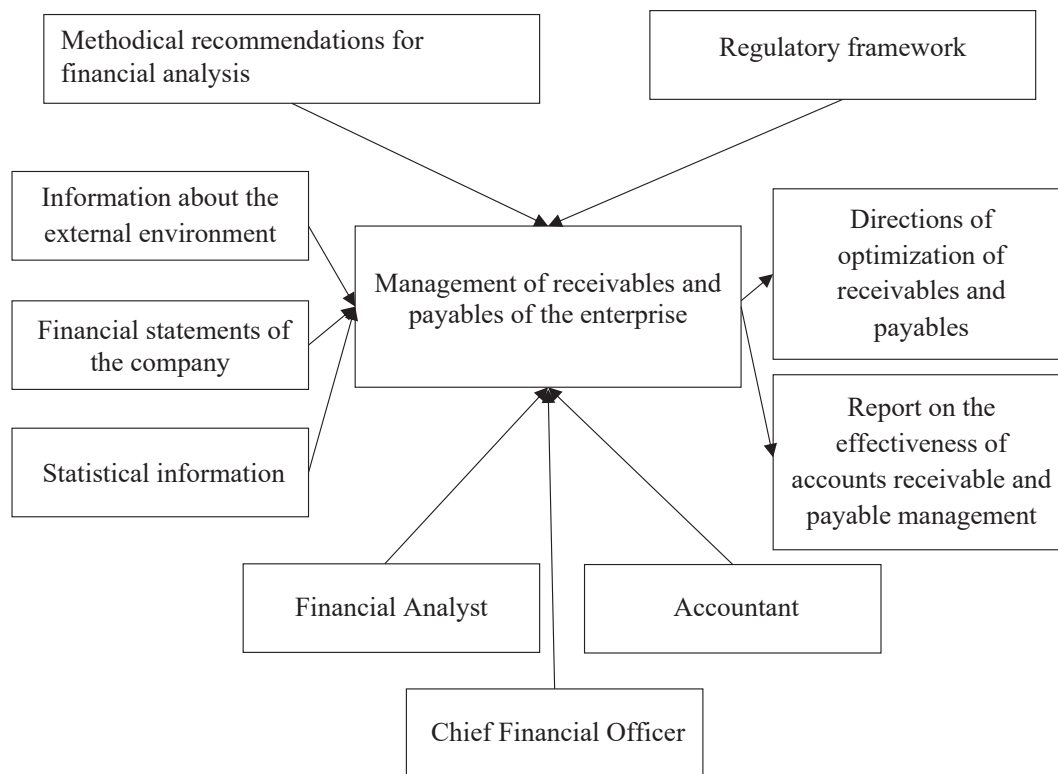 Methodical recommendations for
financial analysis
Regulatory framework
Information about the
external environment
Financial statements of
the company
Statistical information
Management of receivables and
payables of the enterprise
Directions of
optimization of
receivables and
payables
Report on the
effectiveness of
accounts receivable and
payable management
Financial Analyst
Accountant
Chief Financial Officer